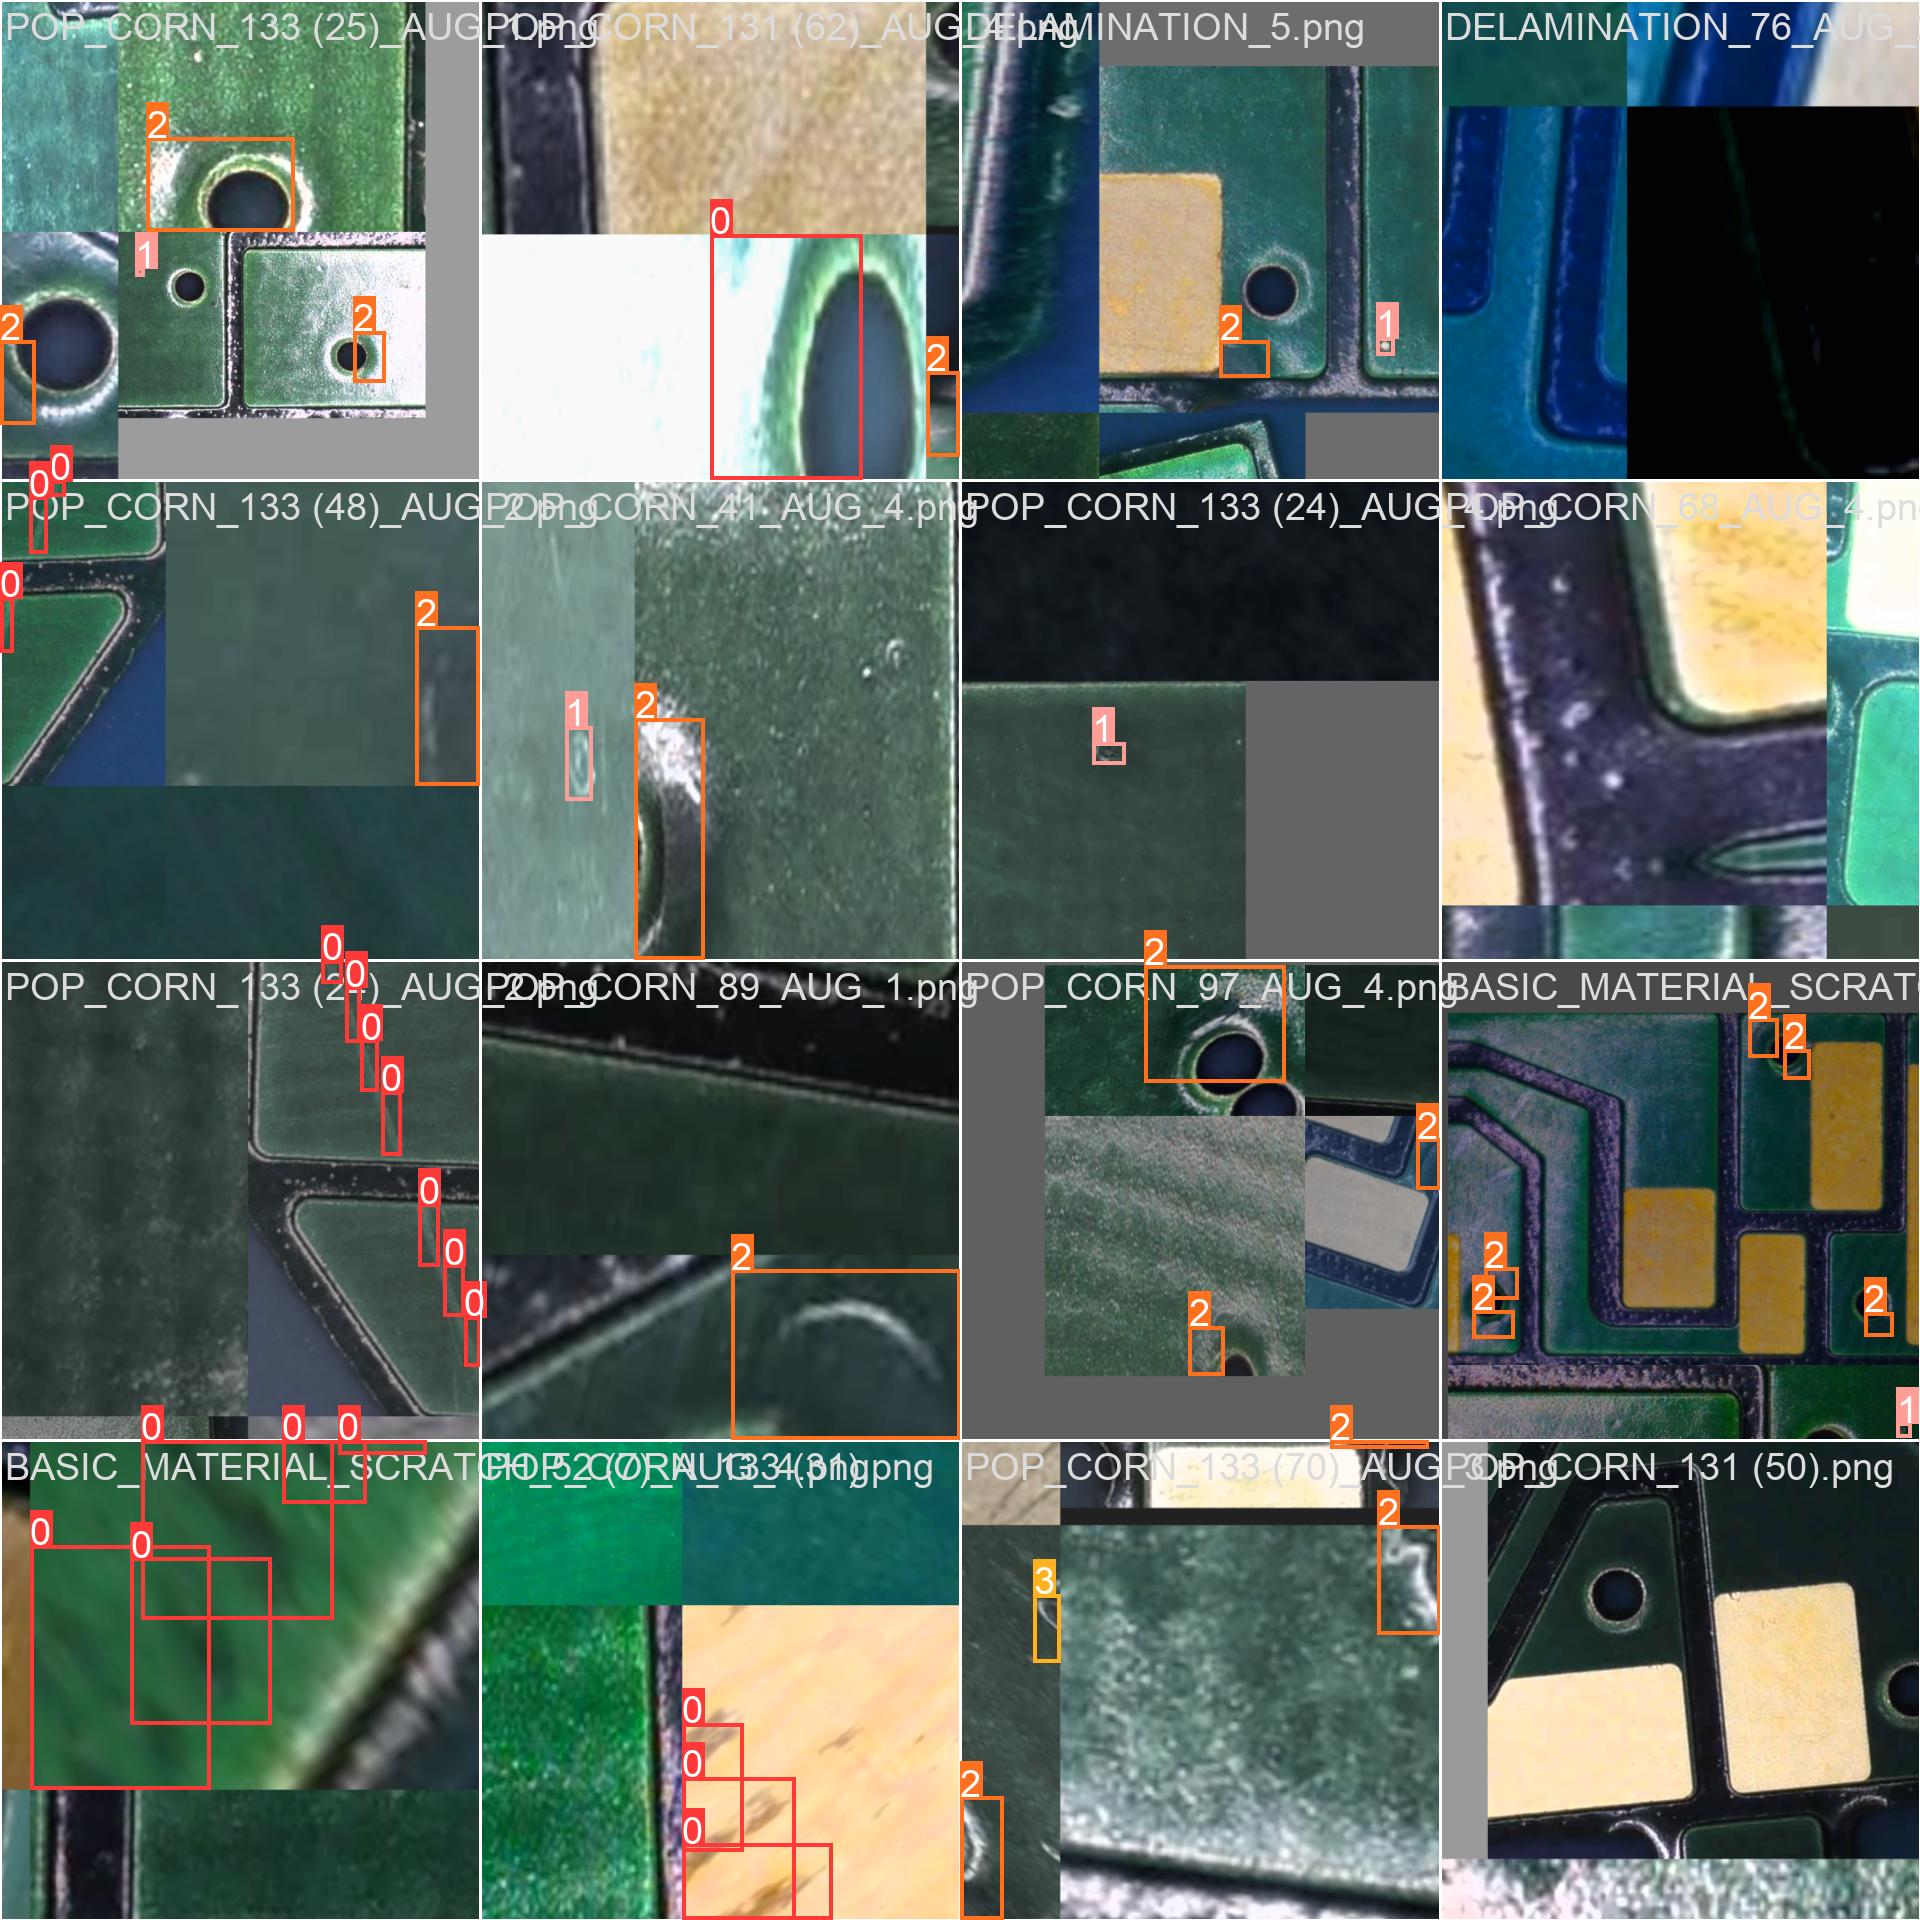 POP_CORN_133 (25)_AUG_1.png
POP_CORN_131 (62)_AUG_4.png
DELAMINATION_5.png
DELAMINATION_76_AUG_
2
0
1
2
2
2
2
1
2
0
0
POP_CORN_133 (48)_AUG_2.png
POP_CORN_41_AUG_4.png
POP_CORN_133 (24)_AUG_4.png
POP_CORN_68_AUG_4.png
0
2
1
2
1
0
0
2
POP_CORN_133 (24)_AUG_2.png
POP_CORN_89_AUG_1.png
POP_CORN_97_AUG_4.png
BASIC_MATERIAL_SCRATC
2
2
0
0
2
0
2
0
0
2
2
2
2
1
0
0
0
2
BASIC_MATERIAL_SCRATCH_52 (7)_AUG_4.png
POP_CORN_133 (31).png
POP_CORN_133 (70)_AUG_3.png
POP_CORN_131 (50).png
0
0
2
3
0
0
2
0